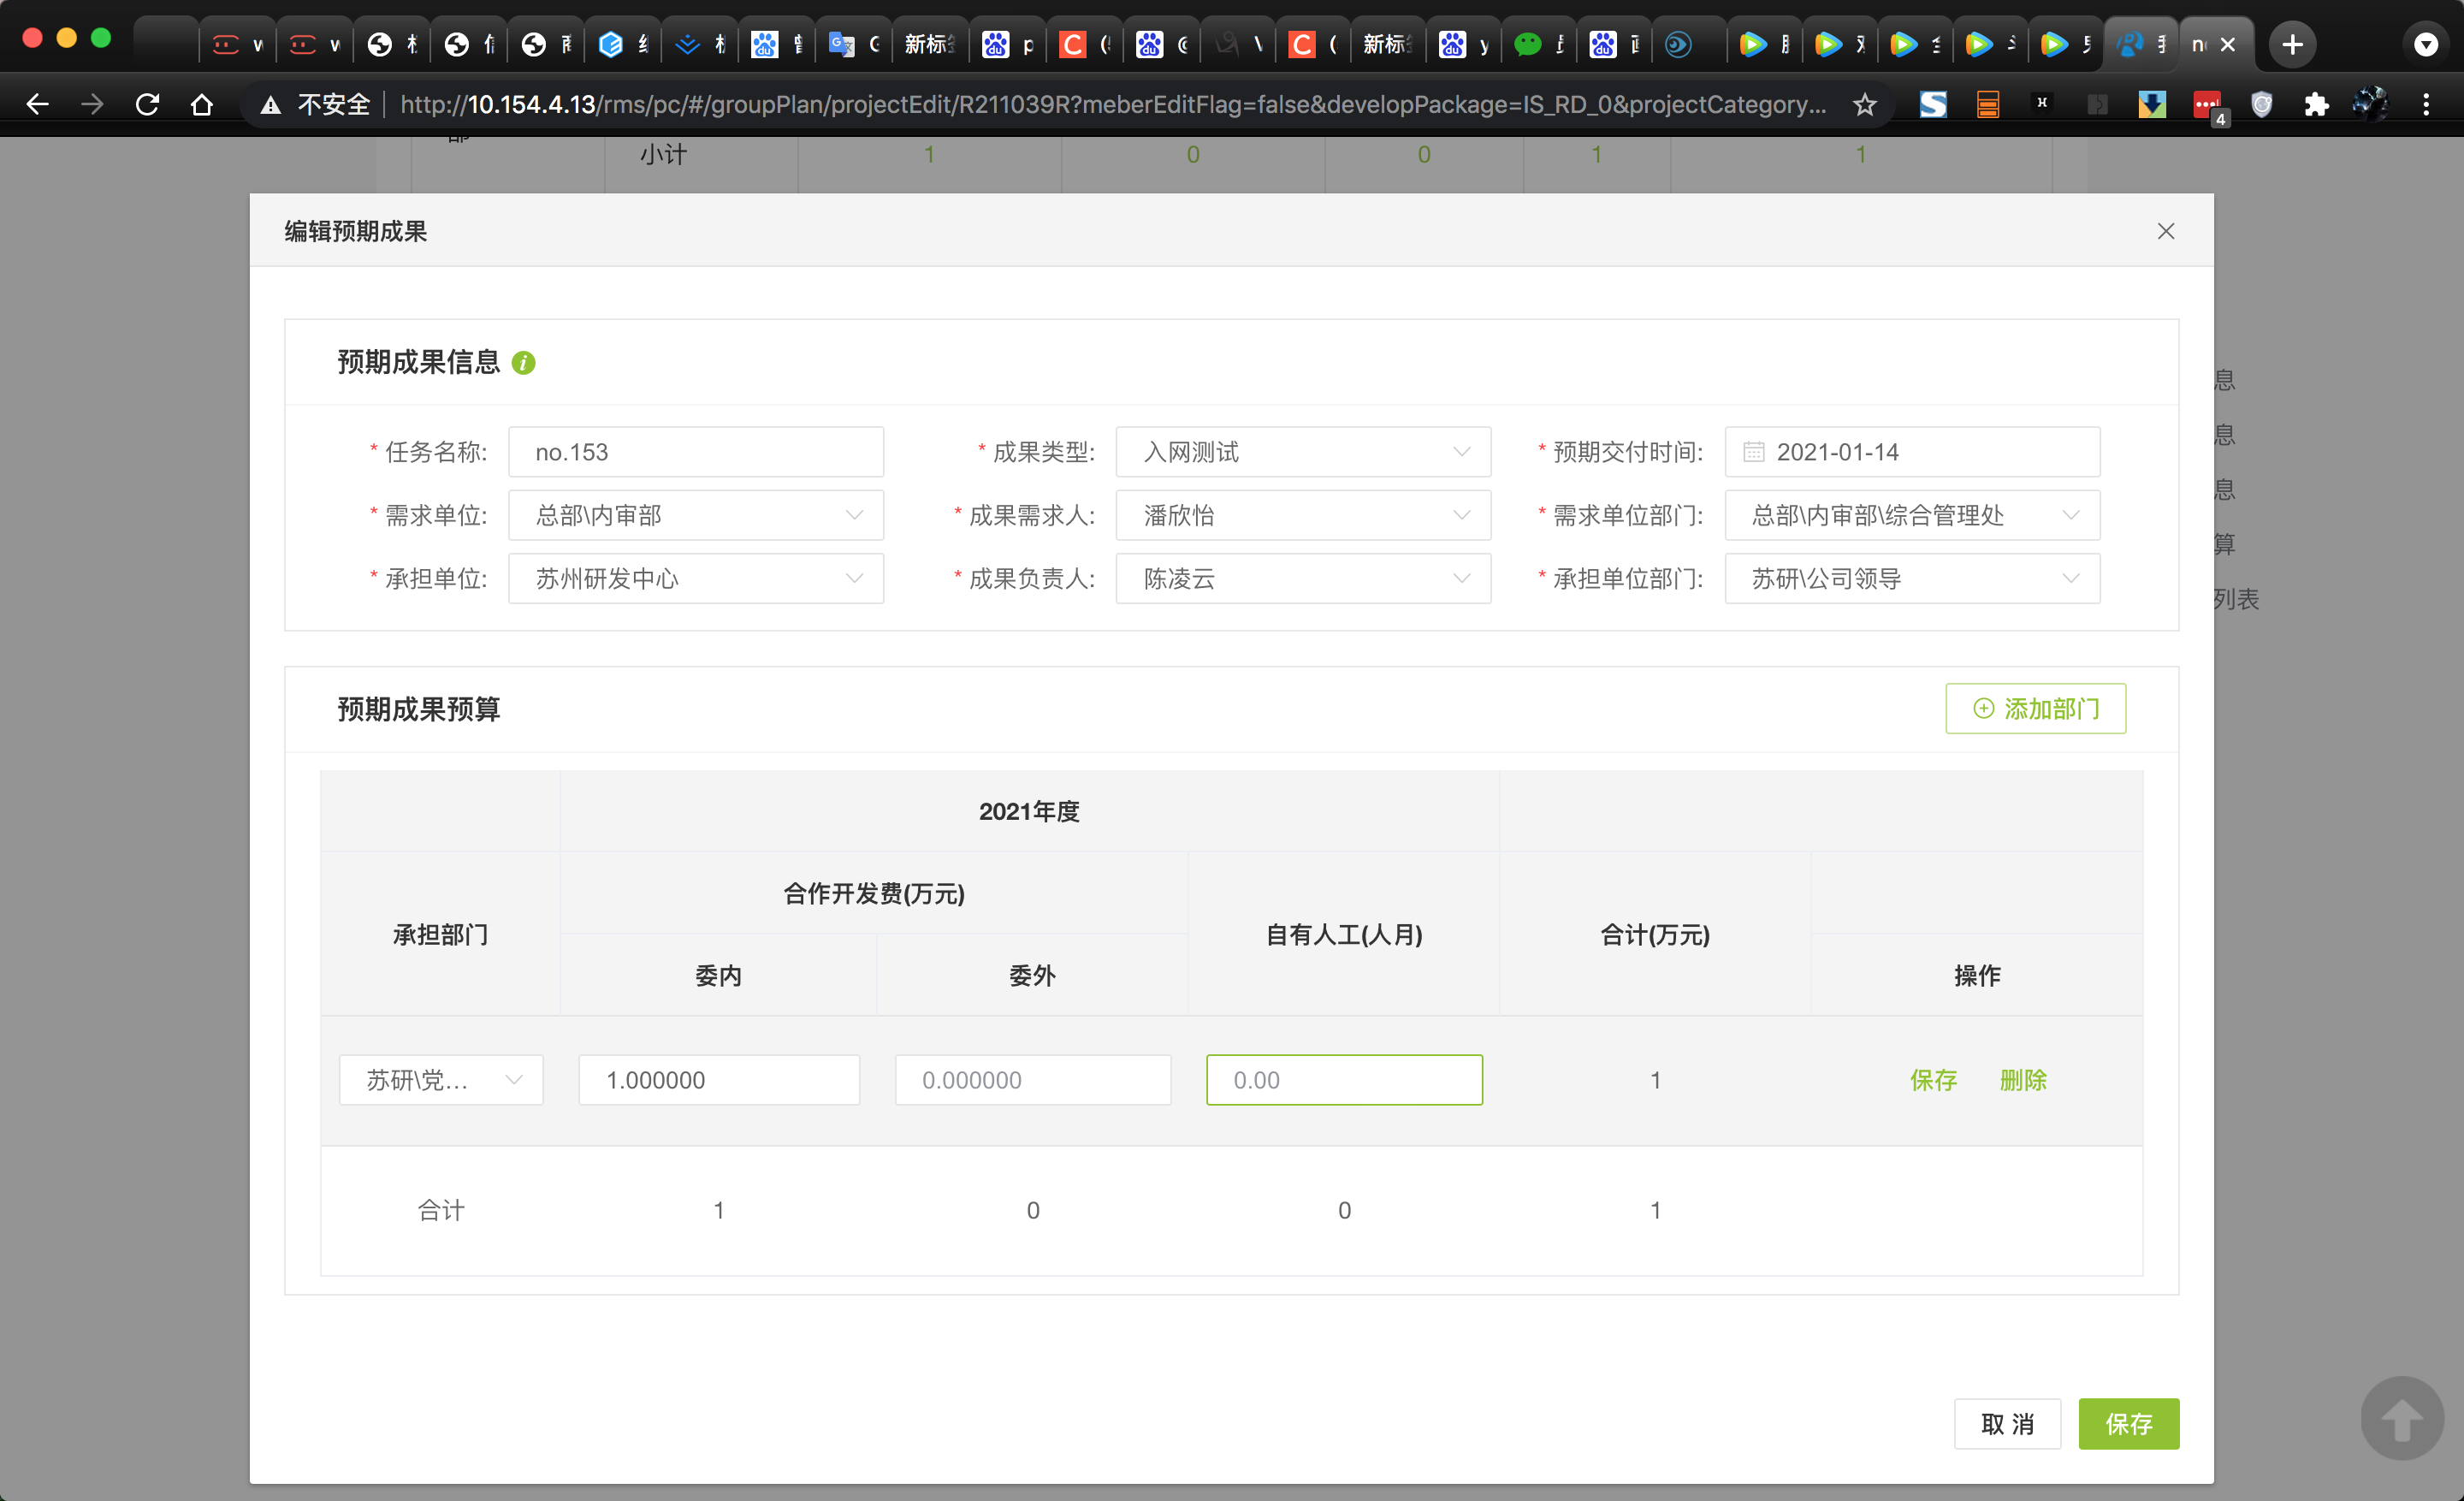 新标
新标
不安全 http://10.154.4.13/rms/pc/#/groupPlan/projectEdit/R211039R?meberEditFlag=false&developPackage=IS_RD_0&projectCategory...
4
小计 1 0 0 1 1
编辑预期成果
预期成果信息
* 任务名称: no.153 * 成果类型: 入网测试 * 预期交付时间: 2021-01-14
* 需求单位: 总部\内审部 * 成果需求人: 潘欣怡 * 需求单位部门: 总部\内审部\综合管理处
* 承担单位: 苏州研发中心 * 成果负责人: 陈凌云 * 承担单位部门: 苏研\公司领导
息
息
息
算
列表
预期成果预算
添加部门
2021年度
承担部门 合作开发费(万元) 自有人工(人月) 合计(万元)
委内 委外 操作
苏研\党... 1.000000 0.000000 0.00 1 保存 删除
合计 1 0 0 1
取 消 保存